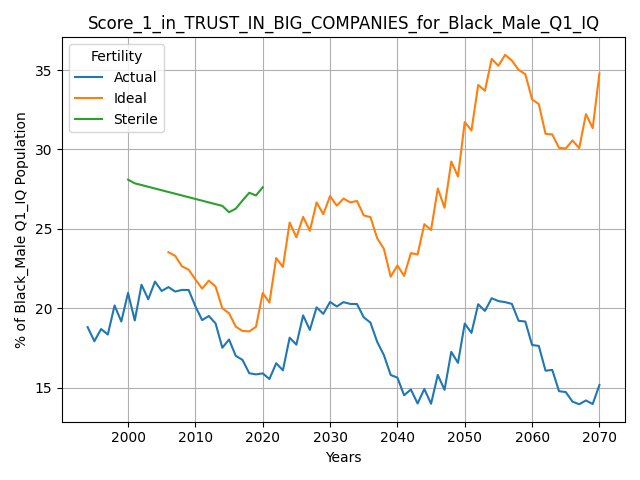 Score_1_in_TRUST_IN_BIG_COMPANIES_for_Black_Male_Q1_IQ
Fertility
Actual
Ideal
Sterile
% of Black_Male Q1_IQ Population
35
30
25
20
15
2000
2010
2020
2030
2040
2050
2060
2070
Years